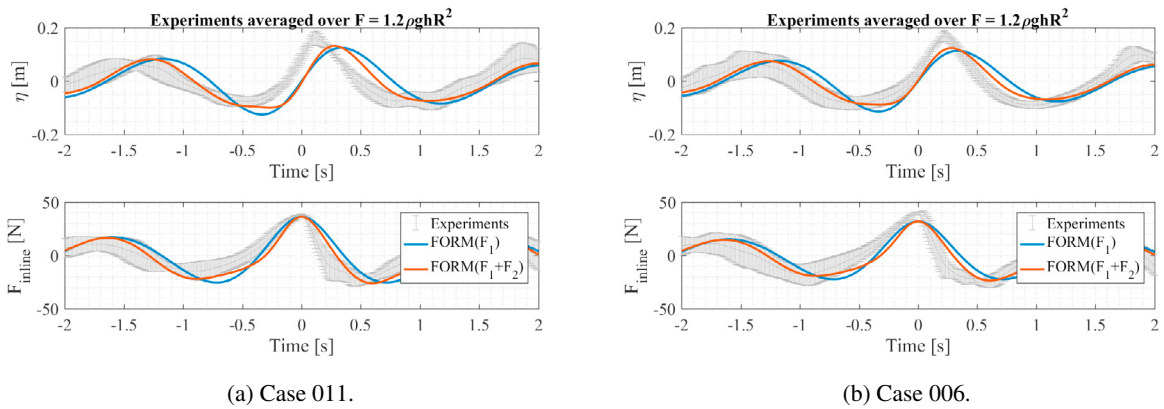 Experiments averaged over F = 1.2ρghR²
0.2
0
-0.2
η [m]
-2 -1.5 -1 -0.5 0 0.5 1 1.5 2
Time [s]
50
0
-50
F_inline [N]
Experiments
FORM(F₁)
FORM(F₁+F₂)
-2 -1.5 -1 -0.5 0 0.5 1 1.5 2
Time [s]
(a) Case 011.
Experiments averaged over F = 1.2ρghR²
0.2
0
-0.2
η [m]
-2 -1.5 -1 -0.5 0 0.5 1 1.5 2
Time [s]
50
0
-50
F_inline [N]
Experiments
FORM(F₁)
FORM(F₁+F₂)
-2 -1.5 -1 -0.5 0 0.5 1 1.5 2
Time [s]
(b) Case 006.